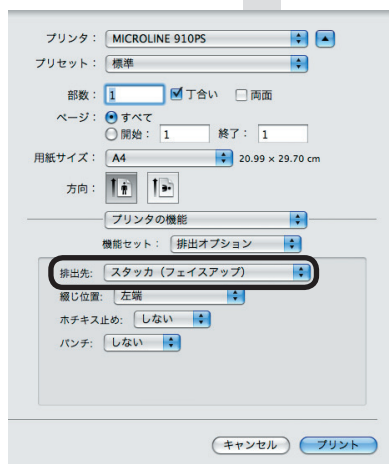 プリンタ： MICROLINE 910PS
プリセット： 標準
部数： 1 丁合い 両面
ページ： すべて
開始： 1 終了： 1
用紙サイズ： A4 20.99 x 29.70 cm
方向：
プリンタの機能
機能セット： 排出オプション
排出先: スタッカ（フェイスアップ）
綴じ位置: 左端
ホチキス止め: しない
パンチ: しない
キャンセル プリント